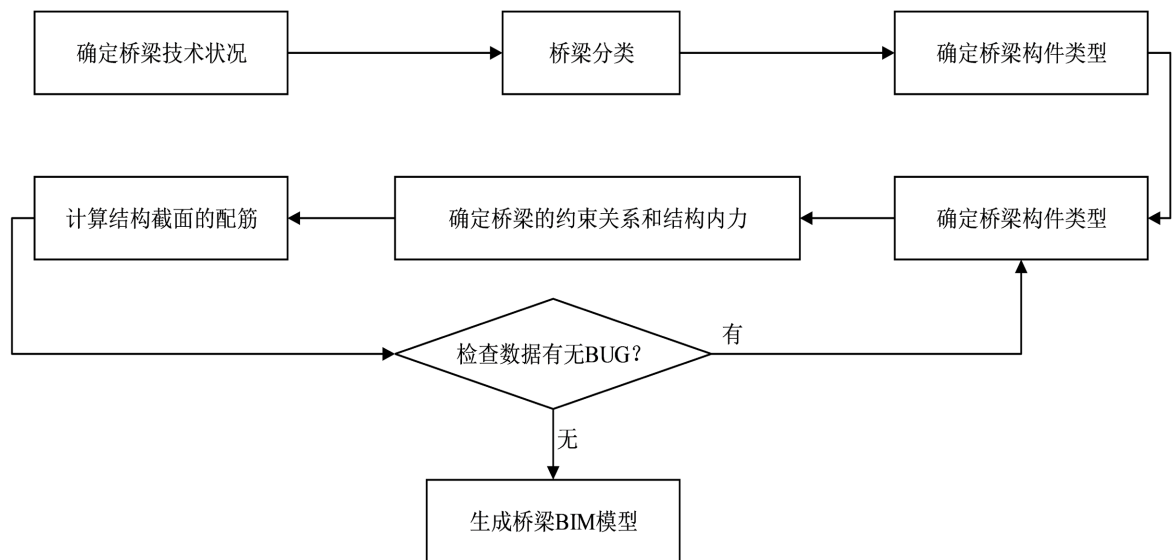 确定桥梁技术状况
桥梁分类
确定桥梁构件类型
计算结构截面的配筋
确定桥梁的约束关系和结构内力
确定桥梁构件类型
检查数据有无BUG?
有
无
生成桥梁BIM模型